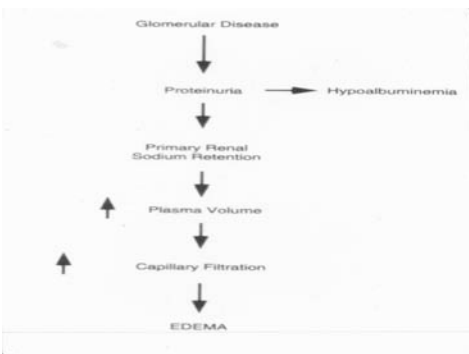 Glomerular Disease
Proteinuria
Hypoalbuminemia
Primary Renal
Sodium Retention
Plasma Volume
Capillary Filtration
EDEMA